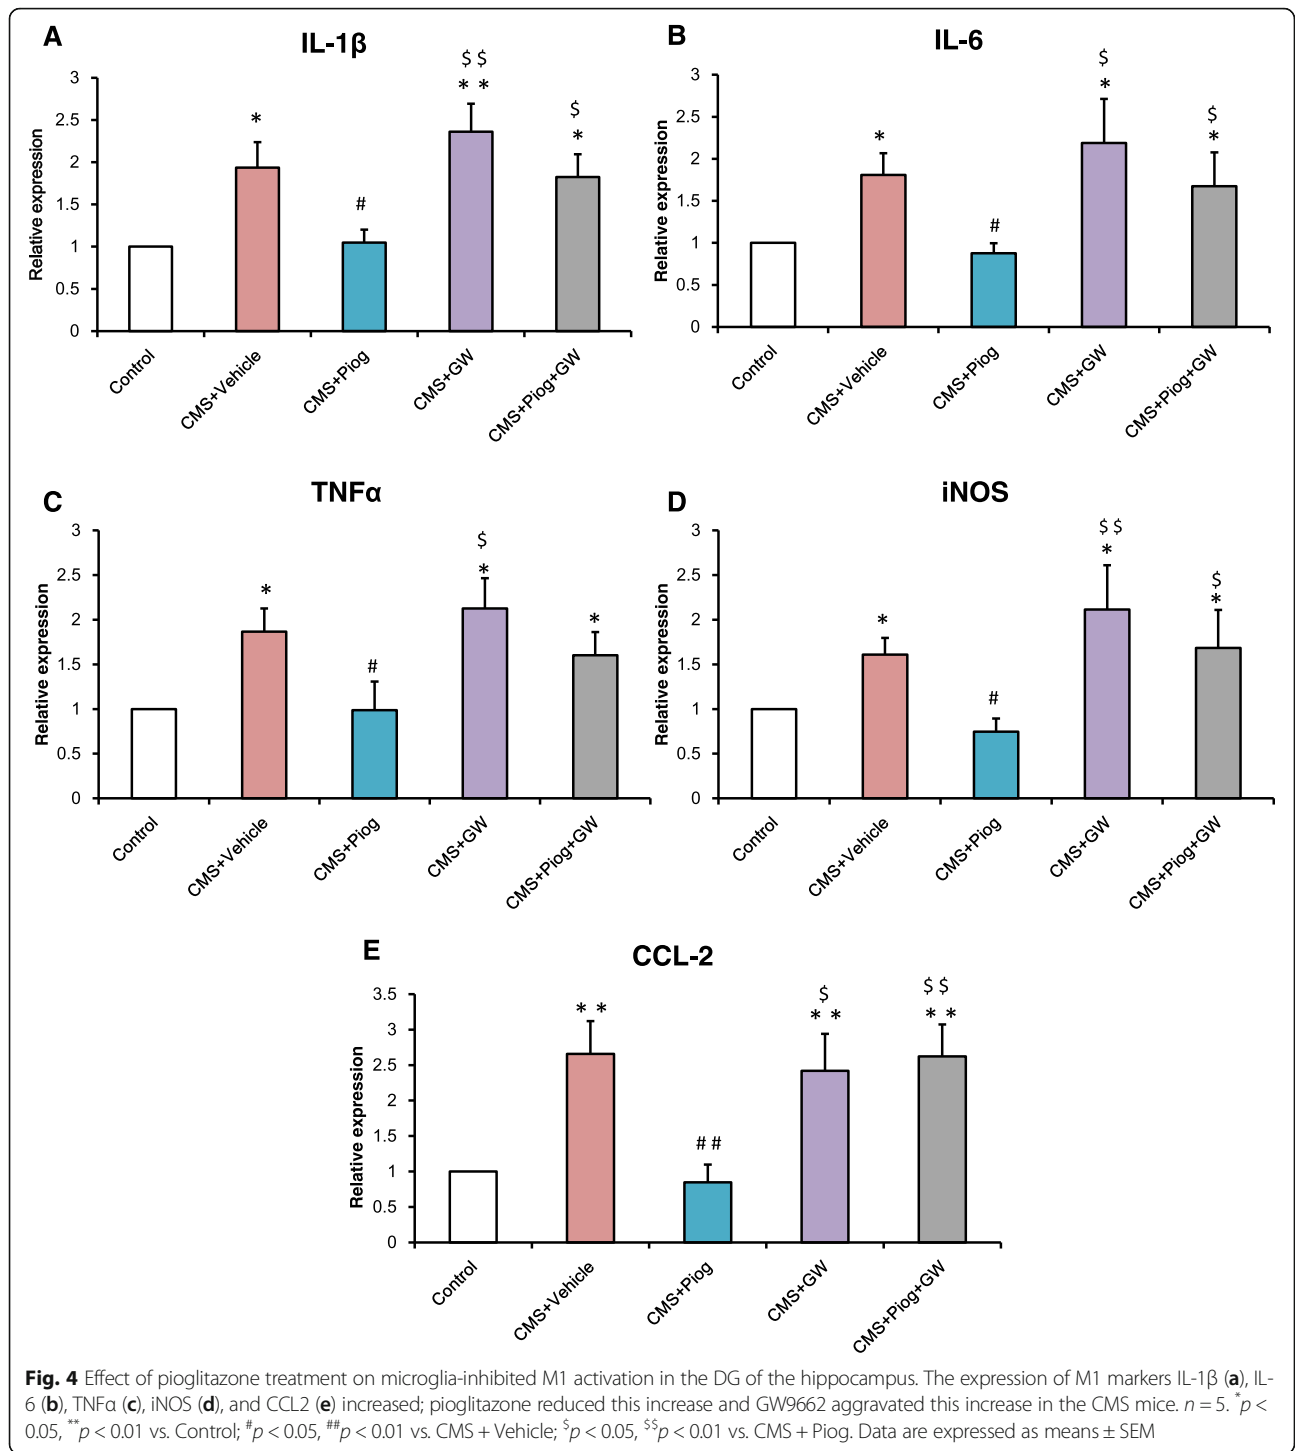 A
IL-1β
$ $
* *
*
$
*
#
3
2.5
2
1.5
1
0.5
0
Relative expression
Control
CMS+Vehicle
CMS+Piog
CMS+GW
CMS+Piog+GW
B
IL-6
$
*
$
*
*
#
3
2.5
2
1.5
1
0.5
0
Relative expression
Control
CMS+Vehicle
CMS+Piog
CMS+GW
CMS+Piog+GW
C
TNFα
$
*
*
*
#
3
2.5
2
1.5
1
0.5
0
Relative expression
Control
CMS+Vehicle
CMS+Piog
CMS+GW
CMS+Piog+GW
D
iNOS
$ $
*
$
*
*
#
3
2.5
2
1.5
1
0.5
0
Relative expression
Control
CMS+Vehicle
CMS+Piog
CMS+GW
CMS+Piog+GW
E
CCL-2
* *
$
* *
$ $
* *
# #
3.5
3
2.5
2
1.5
1
0.5
0
Relative expression
Control
CMS+Vehicle
CMS+Piog
CMS+GW
CMS+Piog+GW
Fig. 4 Effect of pioglitazone treatment on microglia-inhibited M1 activation in the DG of the hippocampus. The expression of M1 markers IL-1β (a), IL-
6 (b), TNFα (c), iNOS (d), and CCL2 (e) increased; pioglitazone reduced this increase and GW9662 aggravated this increase in the CMS mice. n = 5. *p <
0.05, **p < 0.01 vs. Control; #p < 0.05, ##p < 0.01 vs. CMS + Vehicle; $p < 0.05, $$p < 0.01 vs. CMS + Piog. Data are expressed as means ± SEM